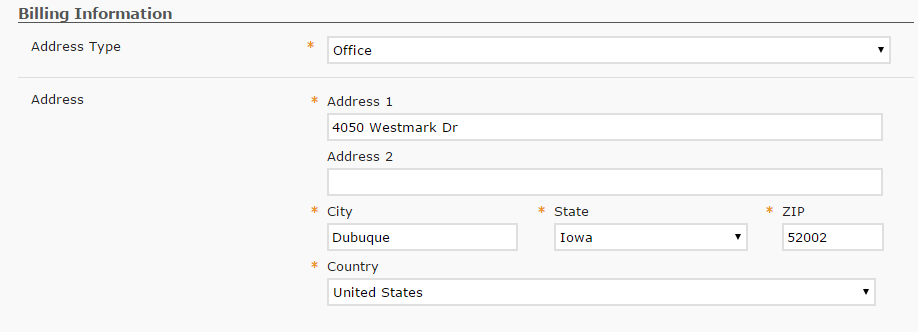 Billing Information
Address Type * Office
Address * Address 1
4050 Westmark Dr
Address 2
* City * State * ZIP
Dubuque Iowa 52002
* Country
United States